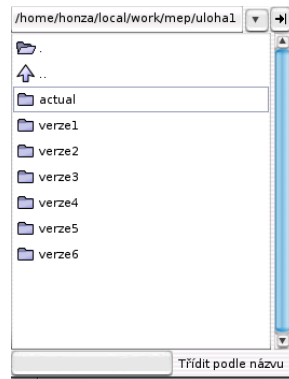 /home/honza/local/work/mep/uloha1
.
..
actual
verze1
verze2
verze3
verze4
verze5
verze6
Třídit podle názvu